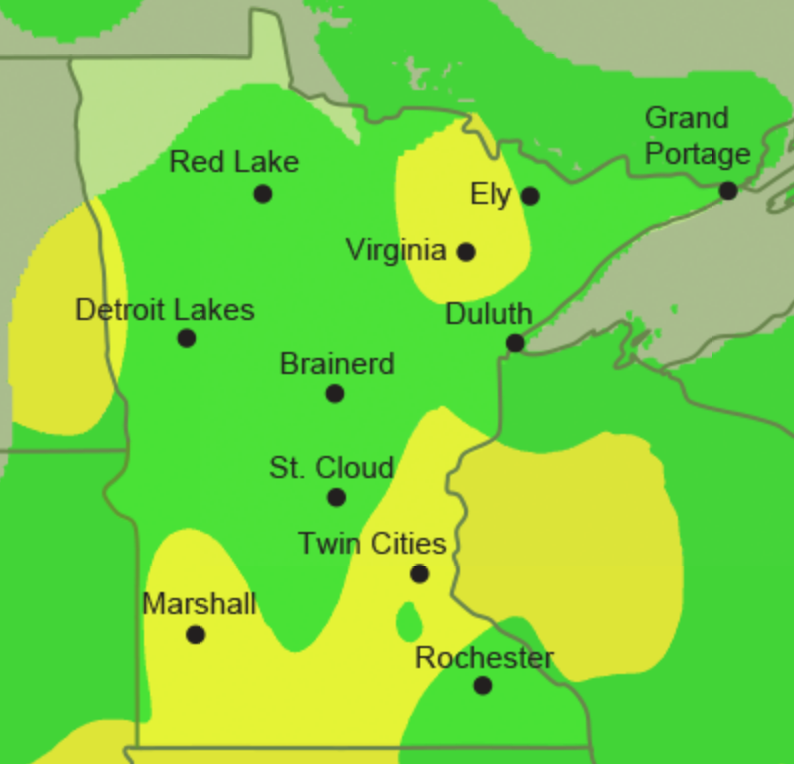 Grand
Portage
Red Lake
Ely
Virginia
Detroit Lakes
Duluth
Brainerd
St. Cloud
Twin Cities
Marshall
Rochester